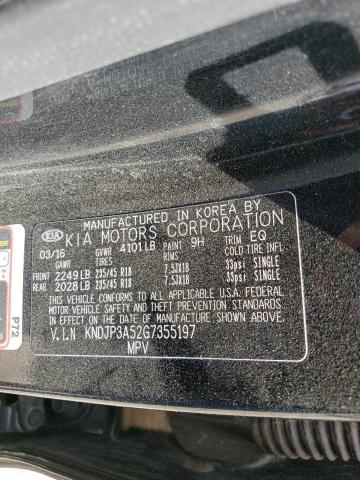 MANUFACTURED IN KOREA BY
KIA KIA MOTORS CORPORATION
03/16 GVWR 4101LB PAINT 9H TRIM EQ
GAWR TIRES RIMS COLD TIRE INFL
FRONT 2249LB 235/45 R18 7.5JX18 33psi SINGLE
REAR 2028LB 235/45 R18 7.5JX18 33psi SINGLE
THIS VEHICLE CONFORMS TO ALL APPLICABLE U.S.A. FEDERAL
MOTOR VEHICLE SAFETY, BUMPER, AND THEFT PREVENTION
STANDARDS IN EFFECT ON THE DATE OF MANUFACTURE SHOWN
ABOVE.
V.I.N KNDJP3A52G7355197
MPV
P72